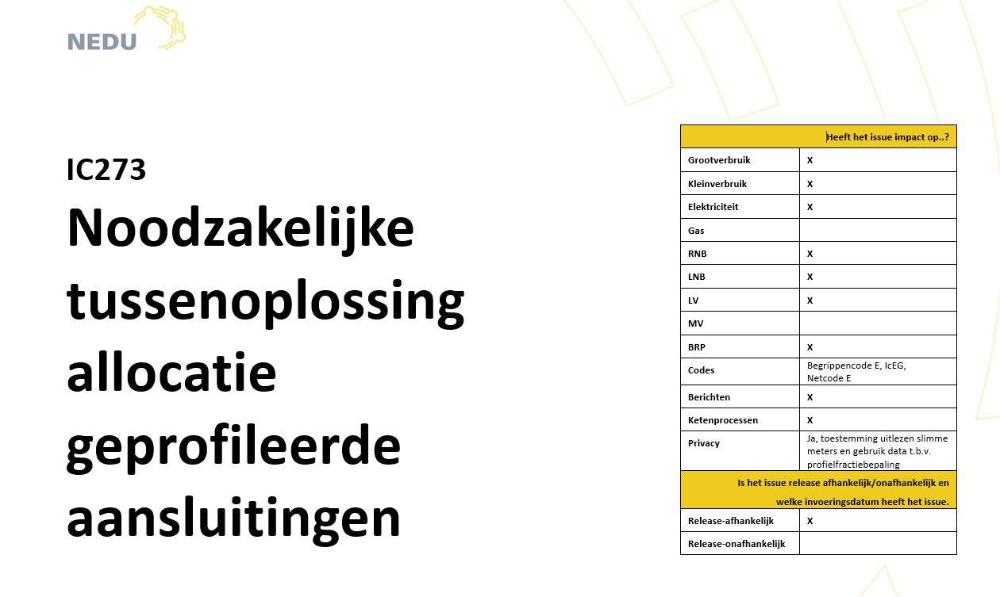 NEDU
IC273
Noodzakelijke
tussenoplossing
allocatie
geprofileerde
aansluitingen
Heeft het issue impact op..?
Grootverbruik X
Kleinverbruik X
Elektriciteit X
Gas
RNB X
LNB X
LV X
MV
BRP X
Codes Begrippencode E, IcEG,
Netcode E
Berichten X
Ketenprocessen X
Privacy Ja, toestemming uitlezen slimme
meters en gebruik data t.b.v.
profielfractiebepaling
Is het issue release afhankelijk/onafhankelijk en
welke invoeringsdatum heeft het issue.
Release-afhankelijk X
Release-onafhankelijk